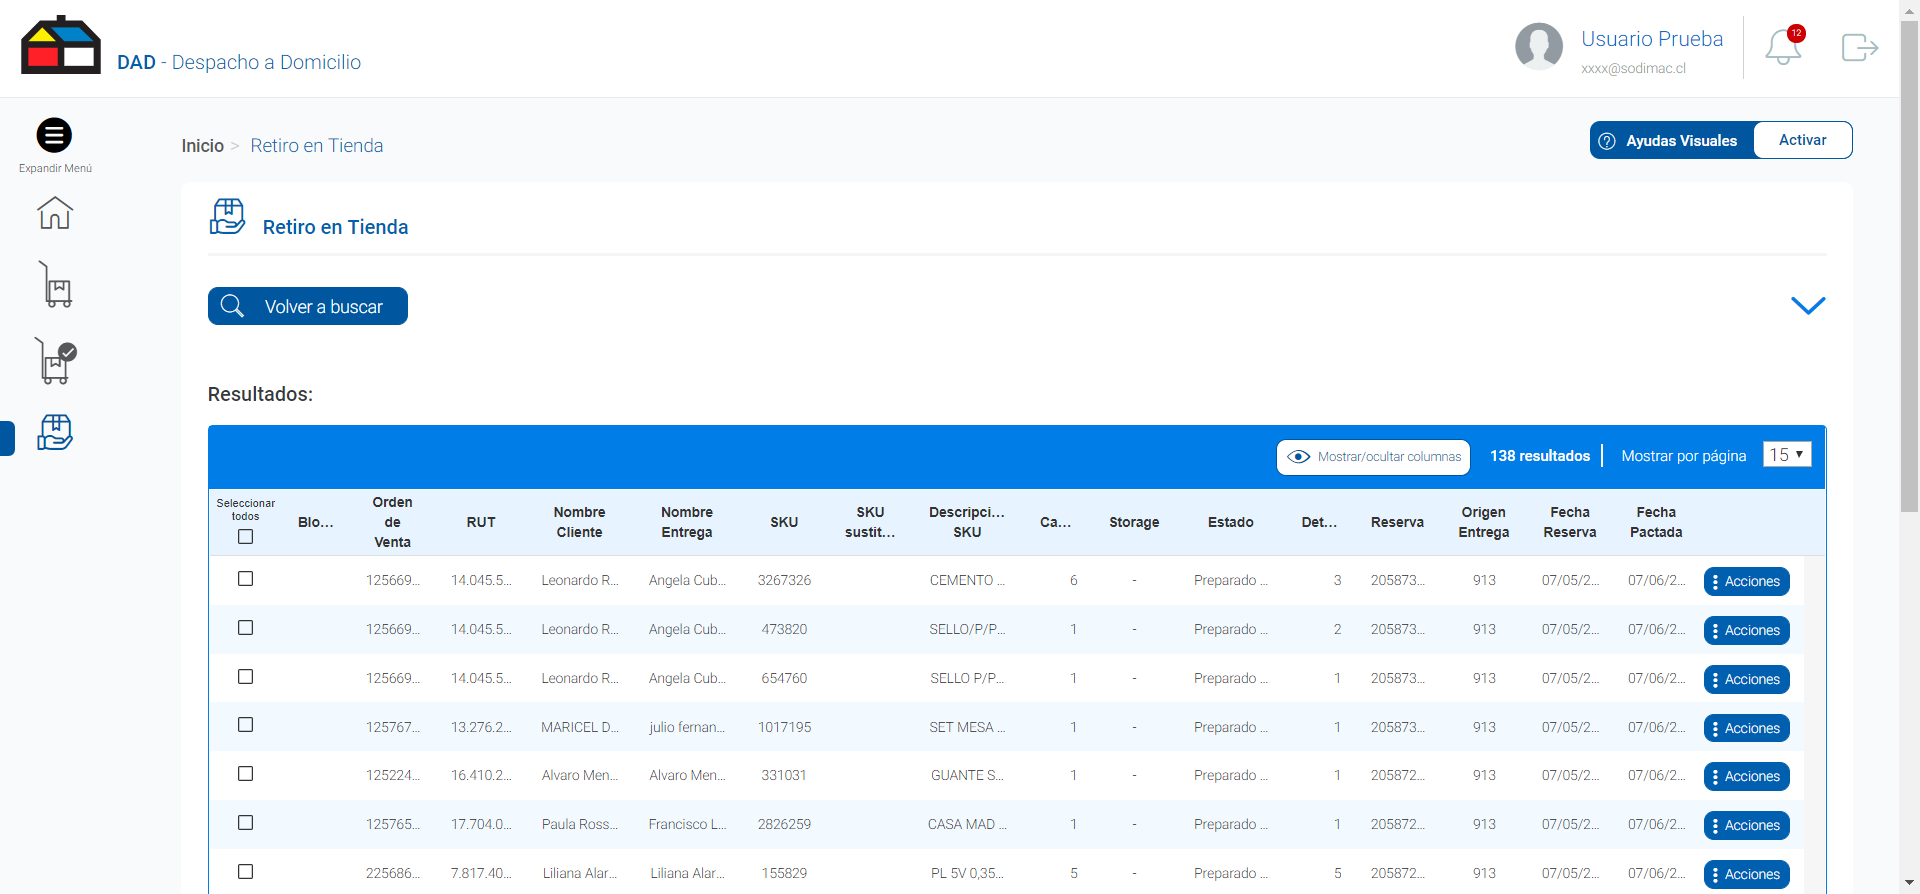 DAD - Despacho a Domicilio
Usuario Prueba
xxxx@sodimac.cl
12
Expandir Menú
Inicio > Retiro en Tienda
? Ayudas Visuales Activar
Retiro en Tienda
Volver a buscar
Resultados:
Mostrar/ocultar columnas 138 resultados Mostrar por página 15
Seleccionar todos Blo... Orden de Venta RUT Nombre Cliente Nombre Entrega SKU SKU sustit... Descripci... SKU Ca... Storage Estado Det... Reserva Origen Entrega Fecha Reserva Fecha Pactada
125669... 14.045.5... Leonardo R... Angela Cub... 3267326 CEMENTO ... 6 - Preparado ... 3 205873... 913 07/05/2... 07/06/2... Acciones
125669... 14.045.5... Leonardo R... Angela Cub... 473820 SELLO/P/P... 1 - Preparado ... 2 205873... 913 07/05/2... 07/06/2... Acciones
125669... 14.045.5... Leonardo R... Angela Cub... 654760 SELLO P/P... 1 - Preparado ... 1 205873... 913 07/05/2... 07/06/2... Acciones
125767... 13.276.2... MARICEL D... julio fernan... 1017195 SET MESA ... 1 - Preparado ... 1 205873... 913 07/05/2... 07/06/2... Acciones
125224... 16.410.2... Alvaro Men... Alvaro Men... 331031 GUANTE S... 1 - Preparado ... 1 205872... 913 07/05/2... 07/06/2... Acciones
125765... 17.704.0... Paula Ross... Francisco L... 2826259 CASA MAD ... 1 - Preparado ... 1 205872... 913 07/05/2... 07/06/2... Acciones
225686... 7.817.40... Liliana Alar... Liliana Alar... 155829 PL 5V 0,35... 5 - Preparado ... 5 205872... 913 07/05/2... 07/06/2... Acciones